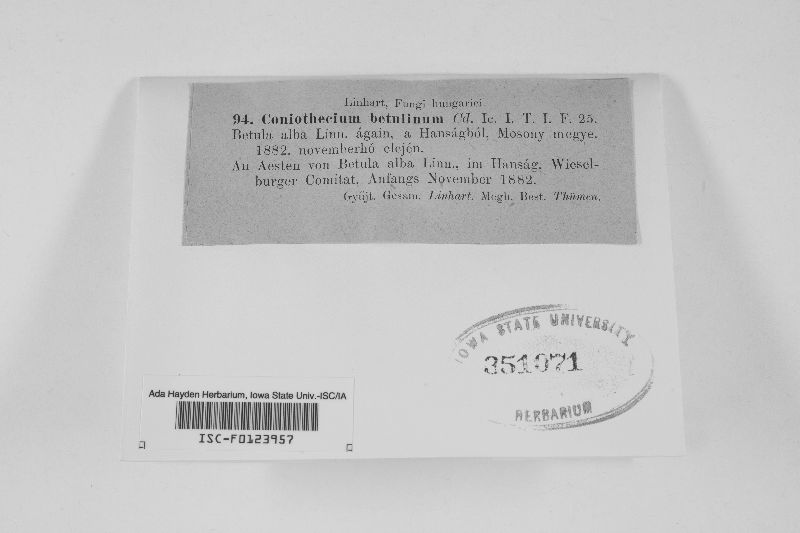 Linhart, Fungi hungarici
94. Coniothecium betulinum Cd. Ic. I. T. I. F. 25.
Betula alba Linn. ágain, a Hanságból, Mosony megye.
1882. novemberhó elején.
An Aesten von Betula alba Linn., im Hanság, Wiesel-
burger Comitat, Anfangs November 1882.
Gyüjt. Gesam. Linhart. Megh. Best. Thümen.
IOWA STATE UNIVERSITY
351071
HERBARIUM
Ada Hayden Herbarium, Iowa State Univ.-ISC/IA
ISC-F0123957